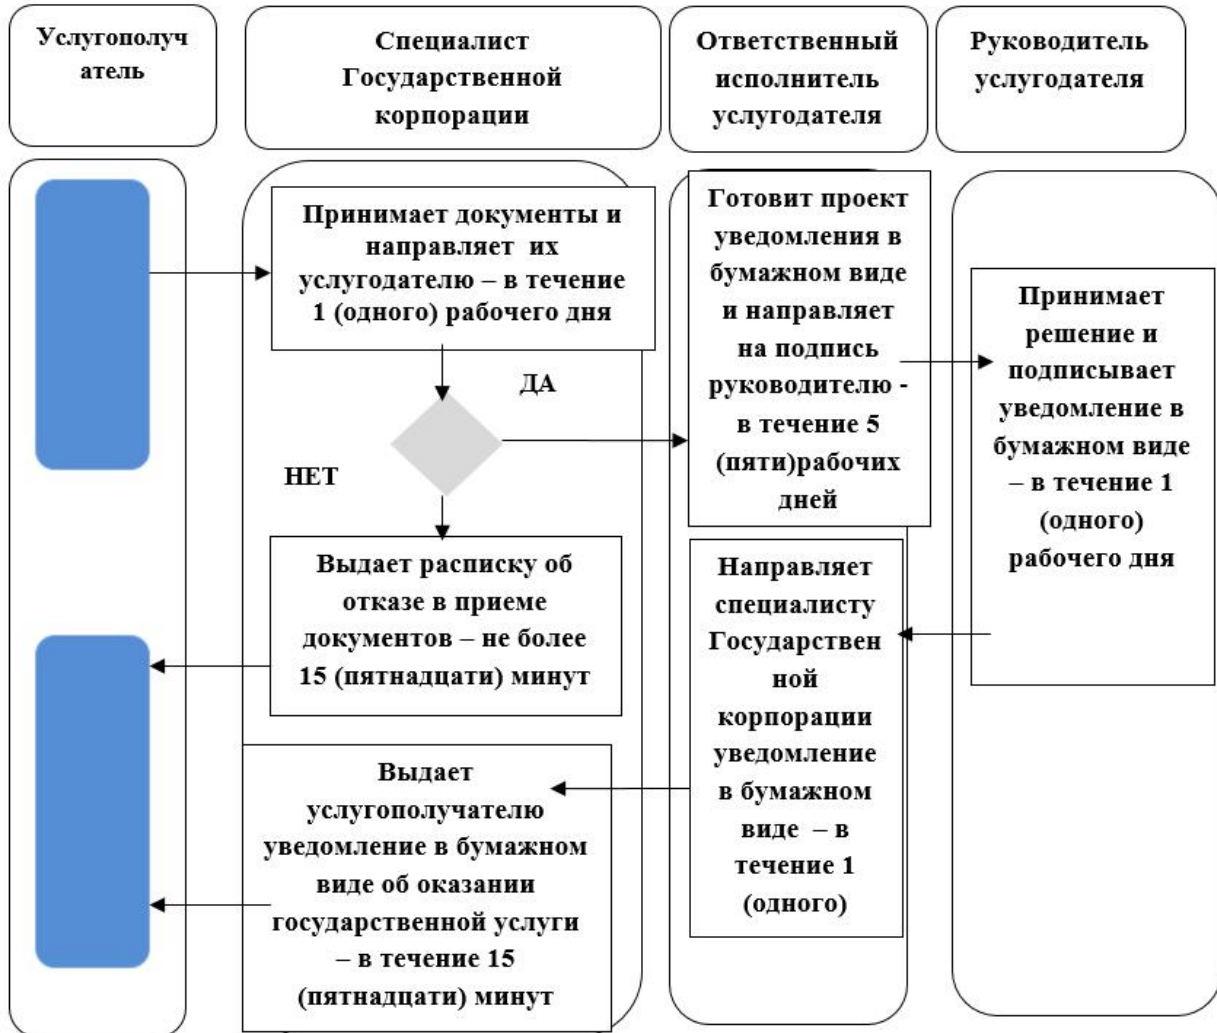 Услугополуч
атель
Специалист
Государственной
корпорации
Ответственный
исполнитель
услугодателя
Руководитель
услугодателя
Принимает документы и
направляет их
услугодателю – в течение
1 (одного) рабочего дня
ДА
НЕТ
Выдает расписку об
отказе в приеме
документов – не более
15 (пятнадцати) минут
Выдает
услугополучателю
уведомление в бумажном
виде об оказании
государственной услуги
– в течение 15
(пятнадцати) минут
Готовит проект
уведомления в
бумажном виде
и направляет
на подпись
руководителю -
в течение 5
(пяти)рабочих
дней
Направляет
специалисту
Государствен
ной
корпорации
уведомление
в бумажном
виде – в
течение 1
(одного)
Принимает
решение и
подписывает
уведомление в
бумажном виде
– в течение 1
(одного)
рабочего дня